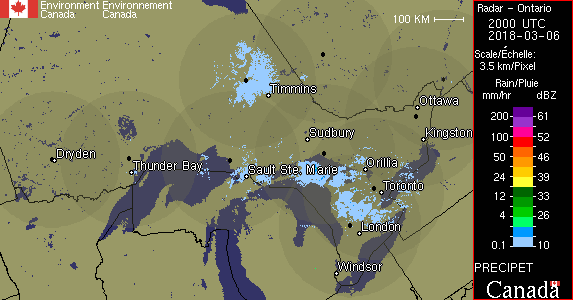 Environment Environnement
Canada Canada
100 KM
Timmins
Ottawa
Sudbury
Kingston
Dryden
Thunder Bay
Sault Ste. Marie
Orillia
Toronto
London
Windsor
Radar - Ontario
2000 UTC
2018-03-06
Scale/Échelle:
3.5 km/Pixel
Rain/Pluie
mm/hr dBZ
200 61
100 52
50 46
24 39
12 33
4 26
0.1 10
PRECIPET
Canada